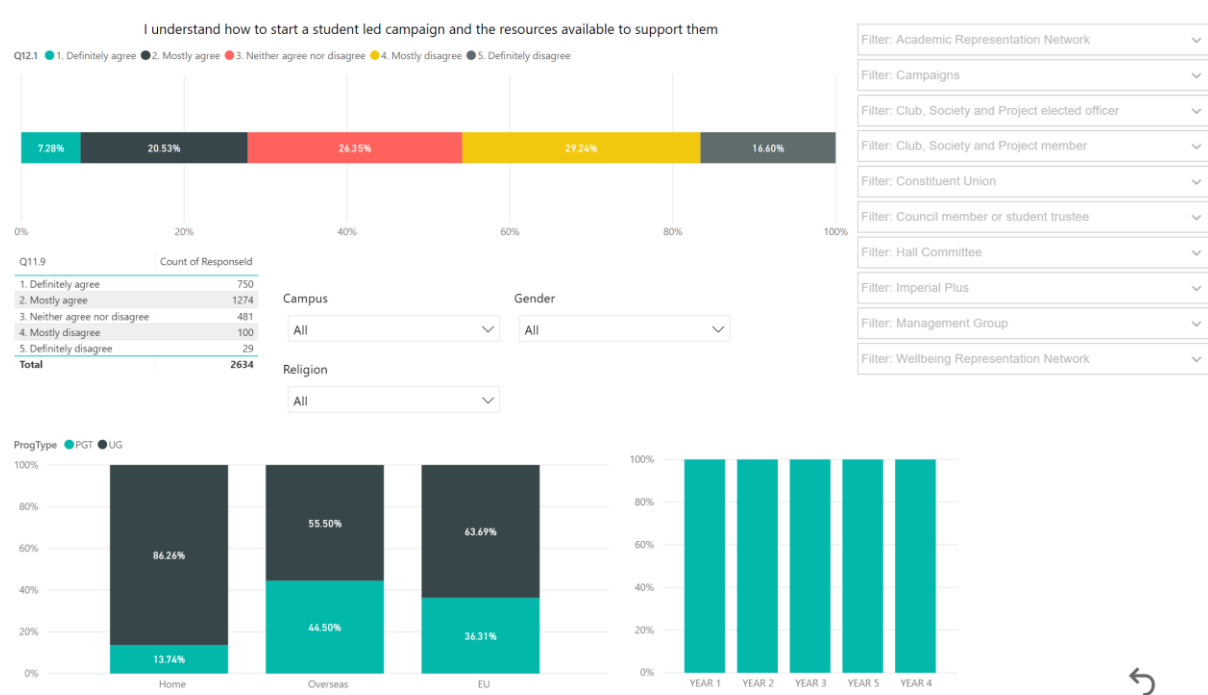 I understand how to start a student led campaign and the resources available to support them
Q12.1 1. Definitely agree 2. Mostly agree 3. Neither agree nor disagree 4. Mostly disagree 5. Definitely disagree
7.28% 20.53% 26.35% 29.24% 16.60%
0% 20% 40% 60% 80% 100%
Filter: Academic Representation Network
Filter: Campaigns
Filter: Club, Society and Project elected officer
Filter: Club, Society and Project member
Filter: Constituent Union
Filter: Council member or student trustee
Filter: Hall Committee
Filter: Imperial Plus
Filter: Management Group
Filter: Wellbeing Representation Network
Q11.9 Count of ResponseId
1. Definitely agree 750
2. Mostly agree 1274
3. Neither agree nor disagree 481
4. Mostly disagree 100
5. Definitely disagree 29
Total 2634
Campus
All
Gender
All
Religion
All
ProgType PGT UG
100%
80%
60%
40%
20%
0%
86.26%
13.74%
55.50%
44.50%
63.69%
36.31%
Home Overseas EU
100%
80%
60%
40%
20%
0%
YEAR 1 YEAR 2 YEAR 3 YEAR 5 YEAR 4